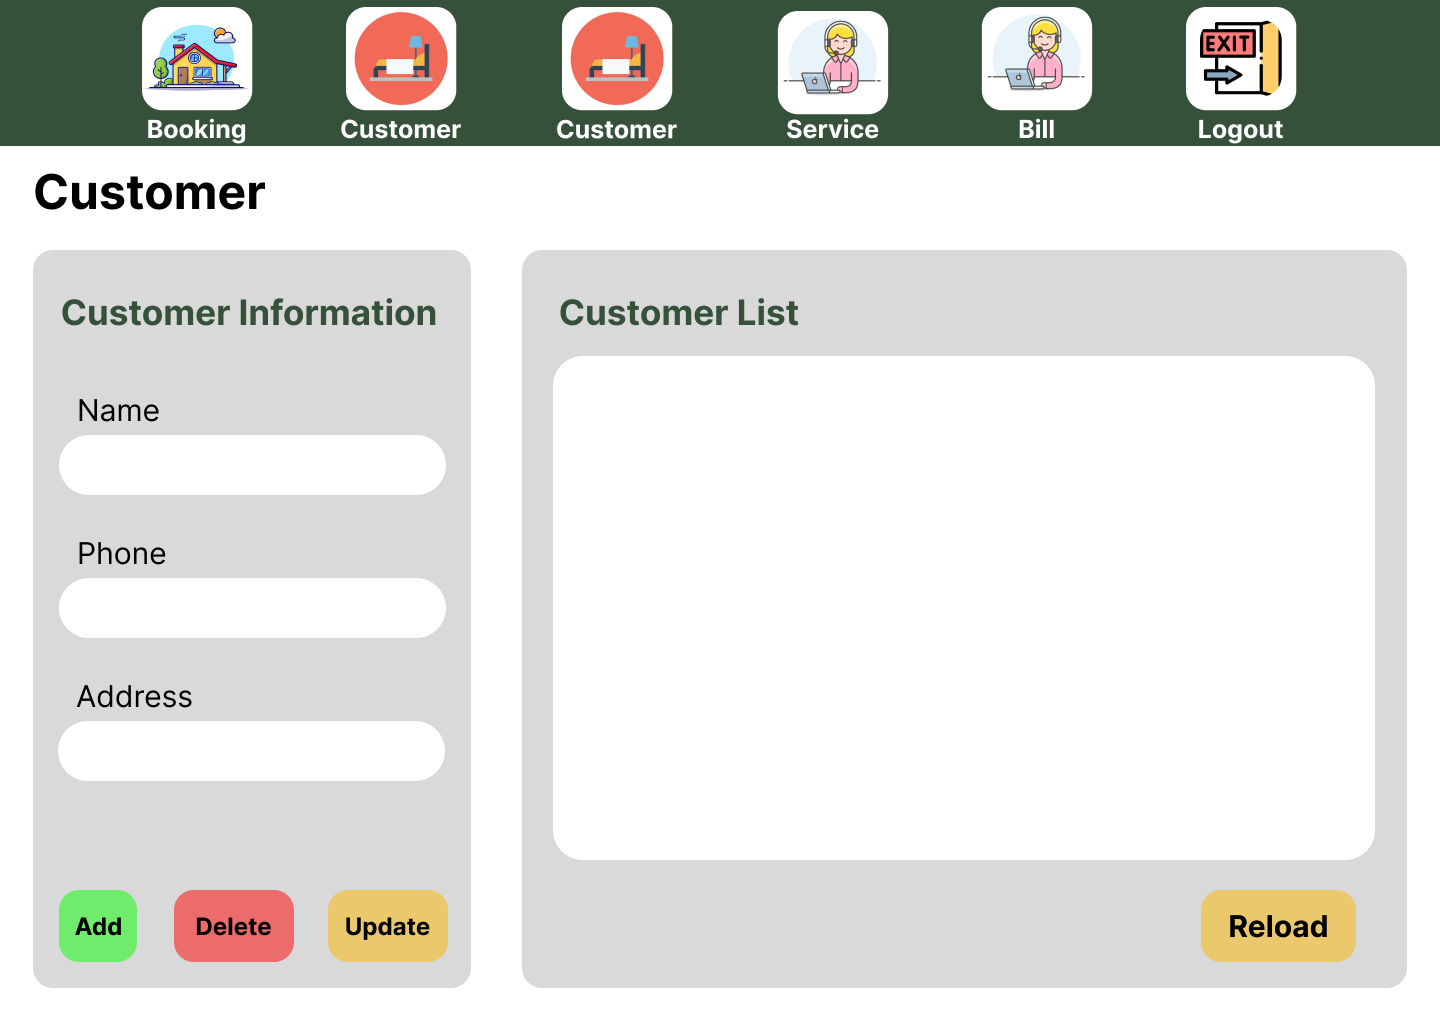 EXIT
Booking
Customer
Customer
Service
Bill
Logout
Customer
Customer Information
Name
Phone
Address
Add
Delete
Update
Customer List
Reload